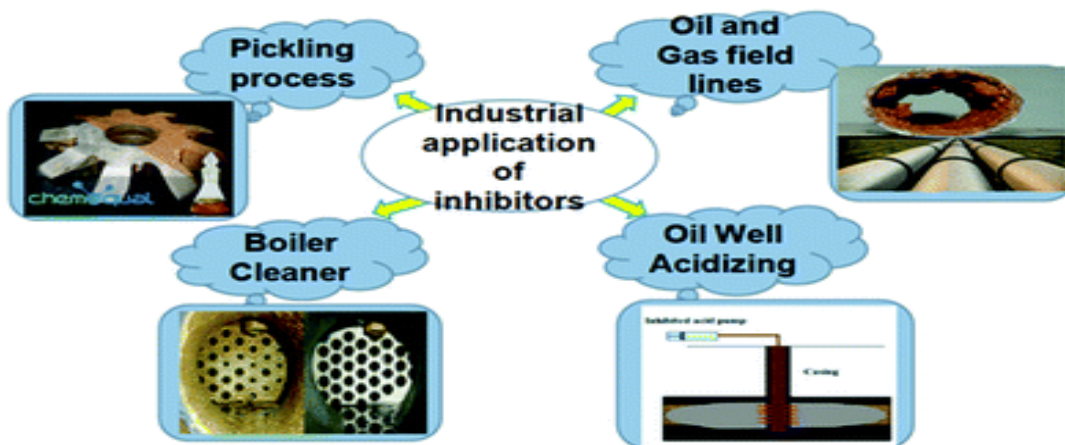 Pickling
process
Oil and
Gas field
lines
Industrial
application
of
inhibitors
chemequal
Boiler
Cleaner
Oil Well
Acidizing
Inhibited acid pump
Casing